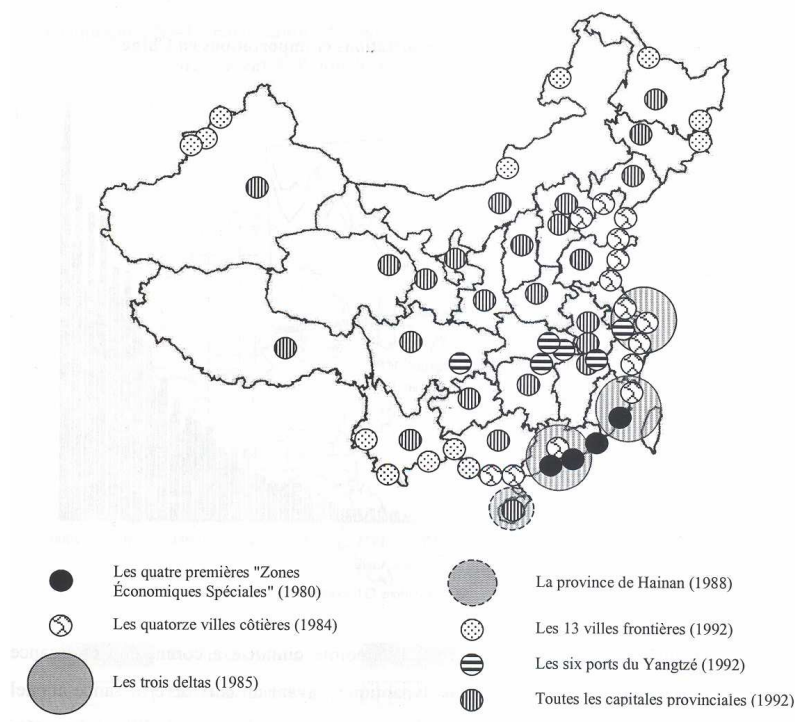 Les quatre premières "Zones
Économiques Spéciales" (1980)
Les quatorze villes côtières (1984)
Les trois deltas (1985)
La province de Hainan (1988)
Les 13 villes frontières (1992)
Les six ports du Yangtzé (1992)
Toutes les capitales provinciales (1992)